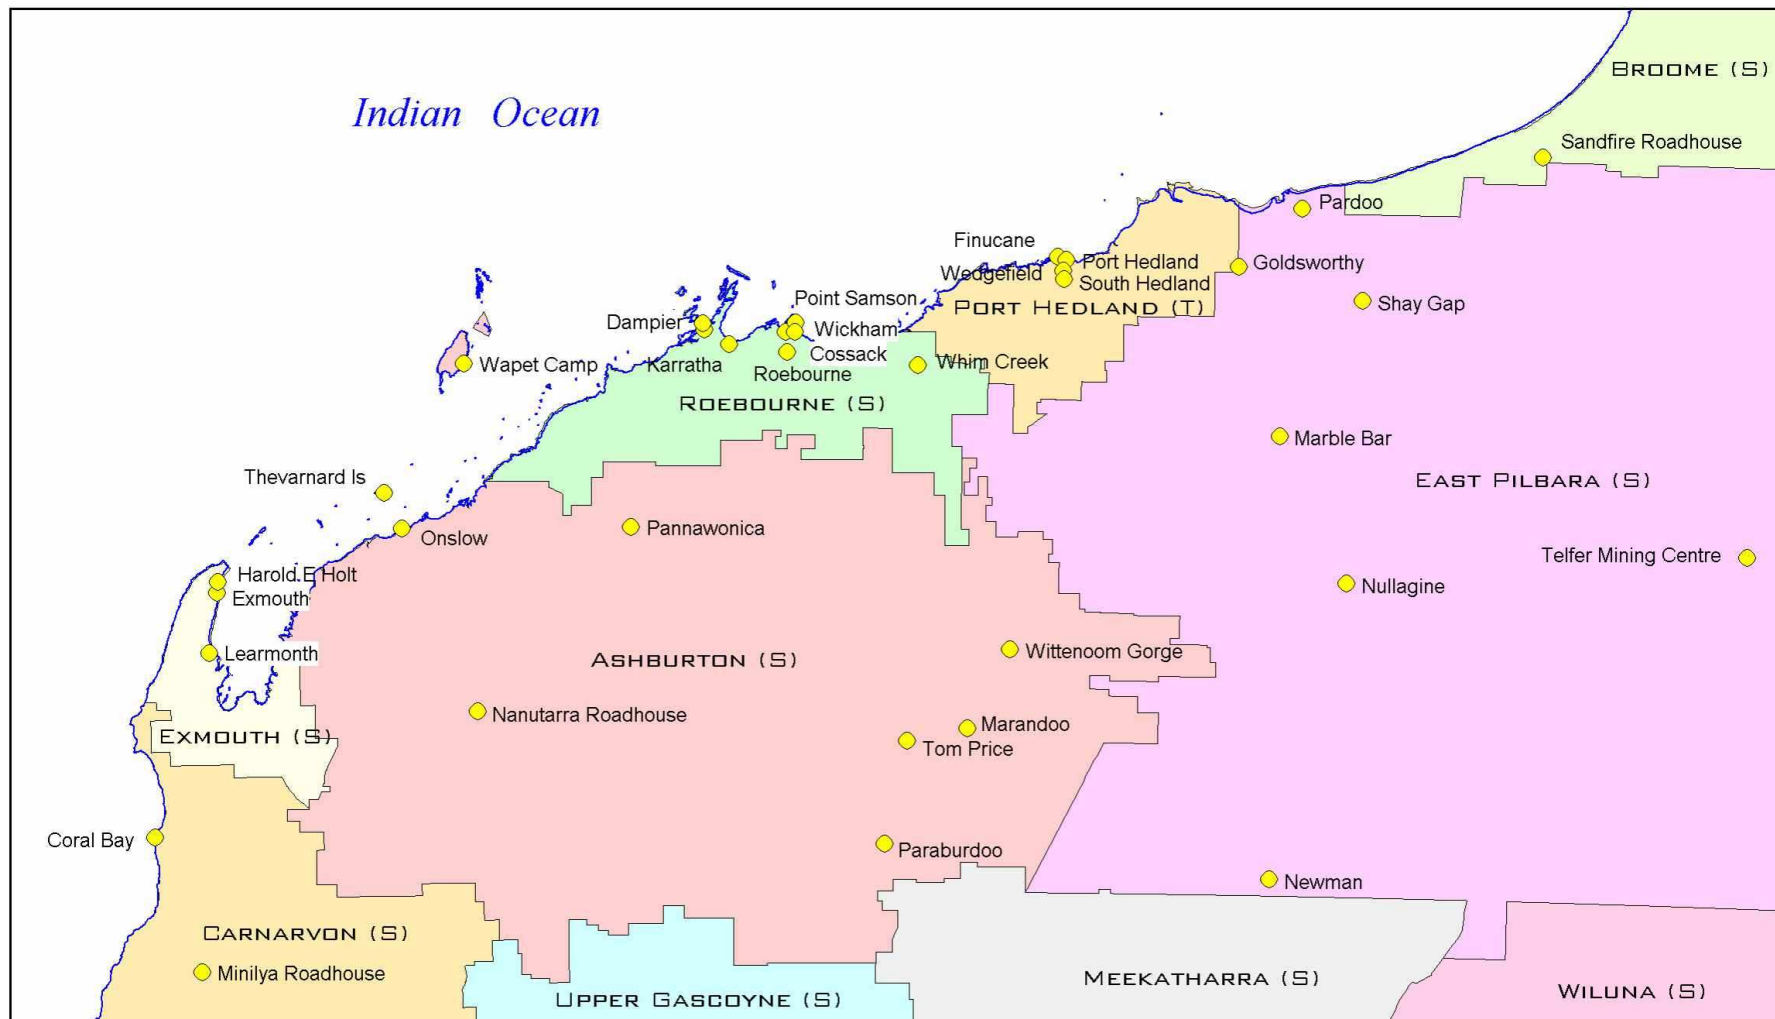 BROOME (S)
Indian Ocean
Sandfire Roadhouse
Pardoo
Finucane
Port Hedland
Goldsworthy
Wedgefield
South Hedland
Point Samson
PORT HEDLAND (T)
Shay Gap
Dampier
Wickham
Wapet Camp
Karratha
Cossack
Whim Creek
Roebourne
ROEBOURNE (S)
Marble Bar
Thevarnard Is
EAST PILBARA (S)
Onslow
Pannawonica
Telfer Mining Centre
Harold E Holt
Nullagine
Exmouth
Learmonth
ASHBURTON (S)
Wittenoom Gorge
Nanutarra Roadhouse
Marandoo
EXMOUTH (S)
Tom Price
Coral Bay
Paraburdoo
Newman
CARNARVON (S)
Minilya Roadhouse
MEEKATHARRA (S)
UPPER GASCOYNE (S)
WILUNA (S)